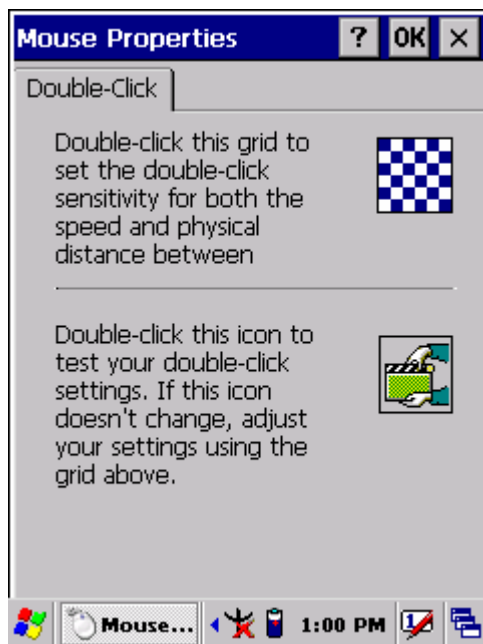 Mouse Properties ? OK ×
Double-Click
Double-click this grid to
set the double-click
sensitivity for both the
speed and physical
distance between
Double-click this icon to
test your double-click
settings. If this icon
doesn't change, adjust
your settings using the
grid above.
Mouse... 1:00 PM